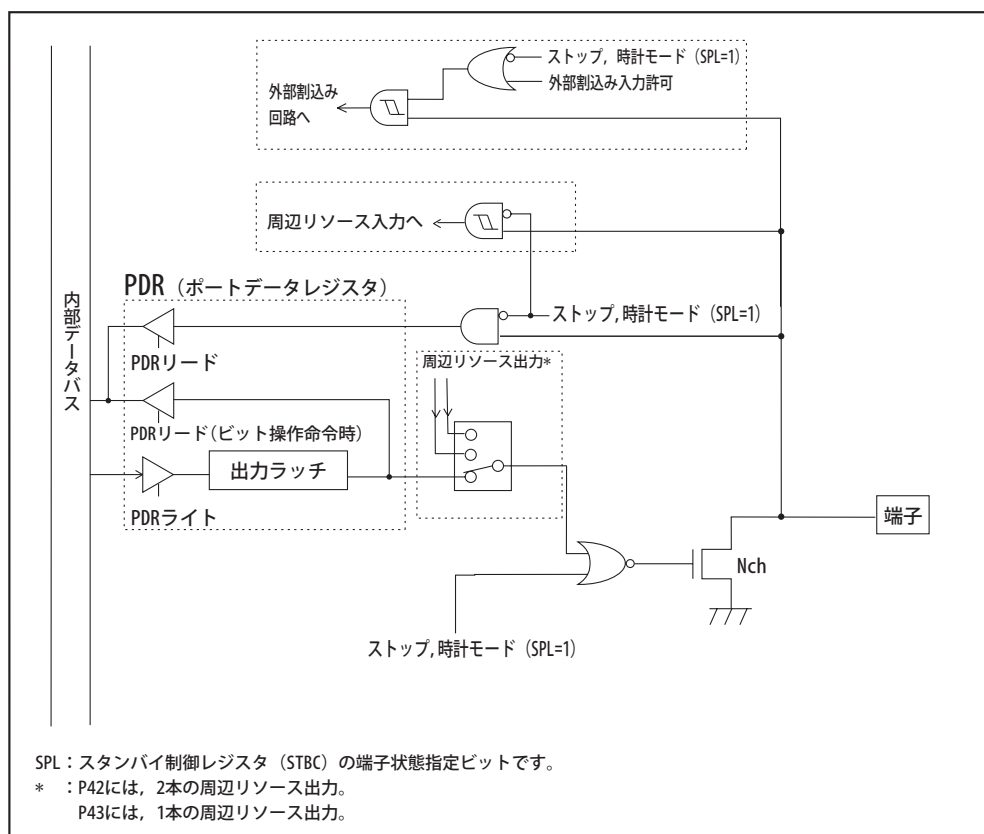 ストップ, 時計モード (SPL=1)
外部割込み入力許可
外部割込み
回路へ
周辺リソース入力へ
PDR（ポートデータレジスタ）
ストップ, 時計モード (SPL=1)
内部データバス
PDRリード
周辺リソース出力*
PDRリード（ビット操作命令時）
出力ラッチ
PDRライト
端子
Nch
ストップ, 時計モード (SPL=1)
SPL：スタンバイ制御レジスタ（STBC）の端子状態指定ビットです。
*　：P42には，2本の周辺リソース出力。
P43には，1本の周辺リソース出力。